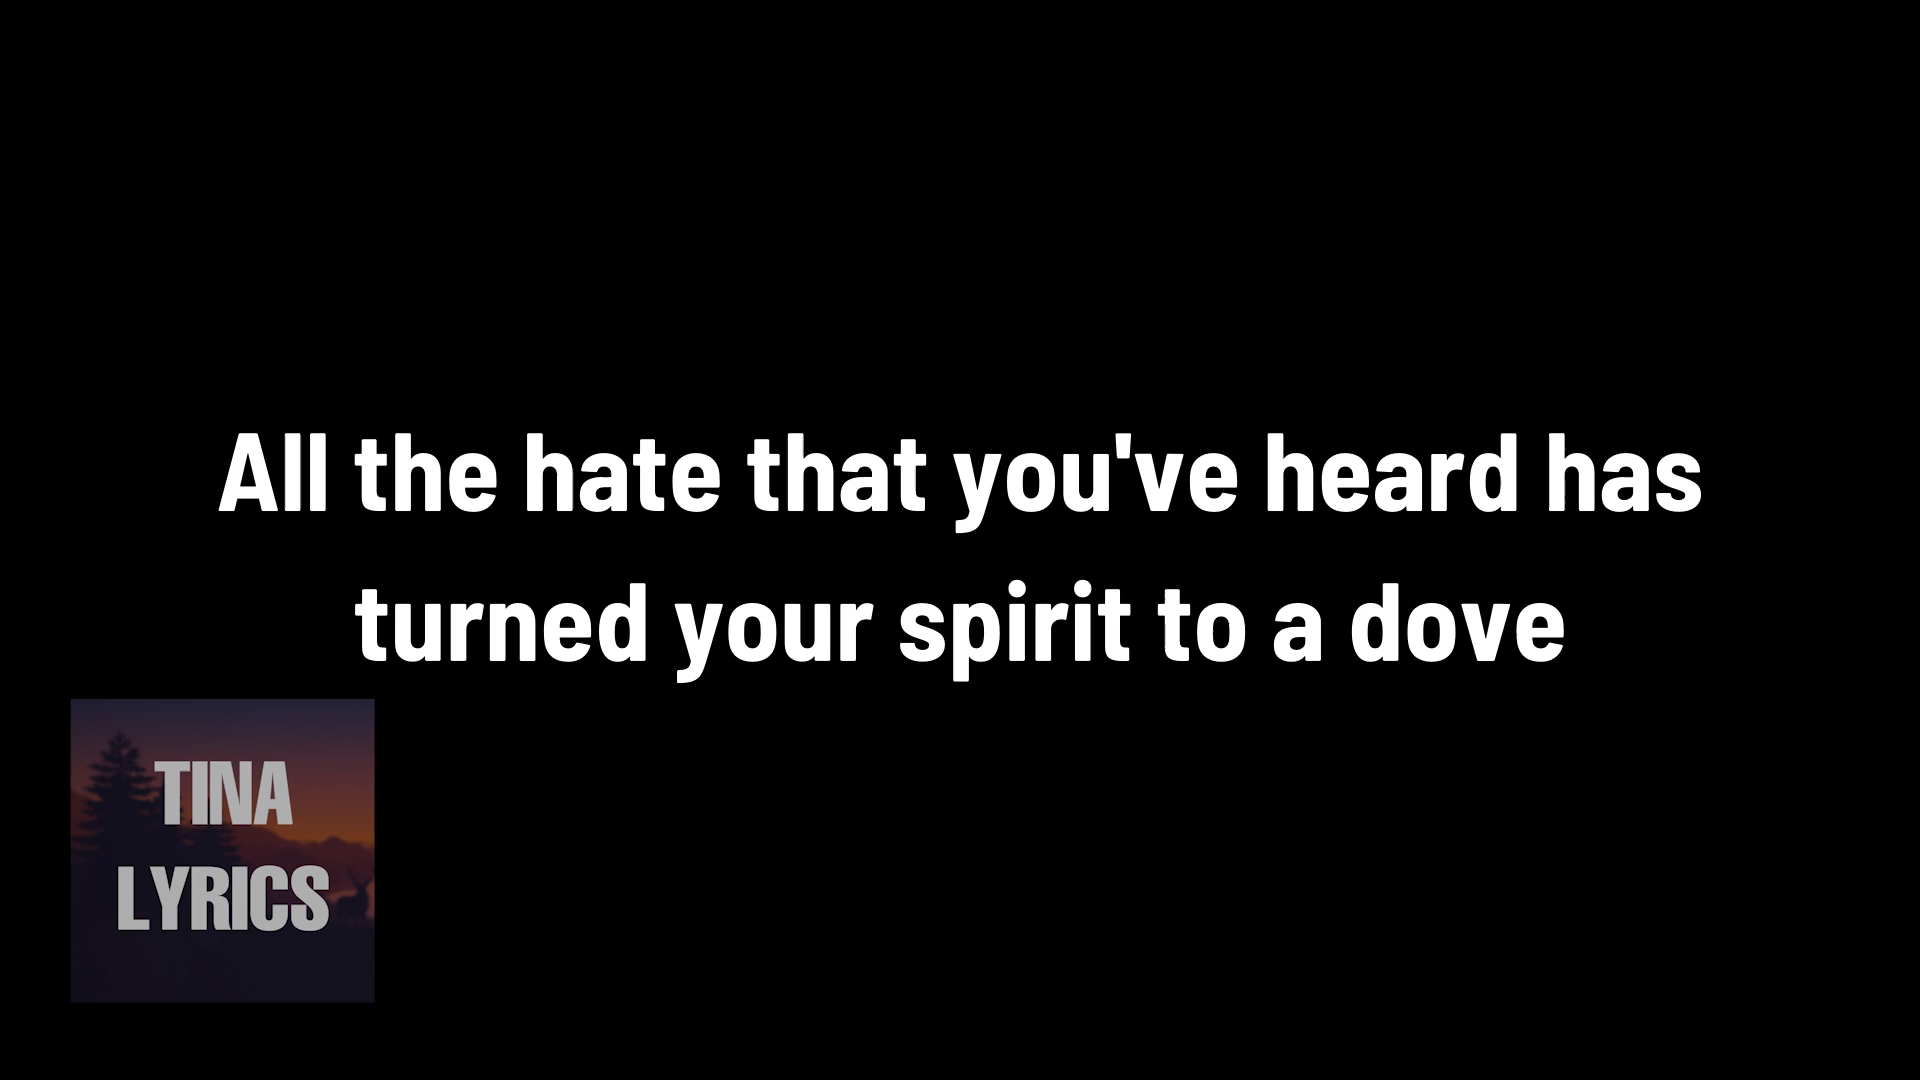 All the hate that you've heard has
turned your spirit to a dove
TINA
LYRICS